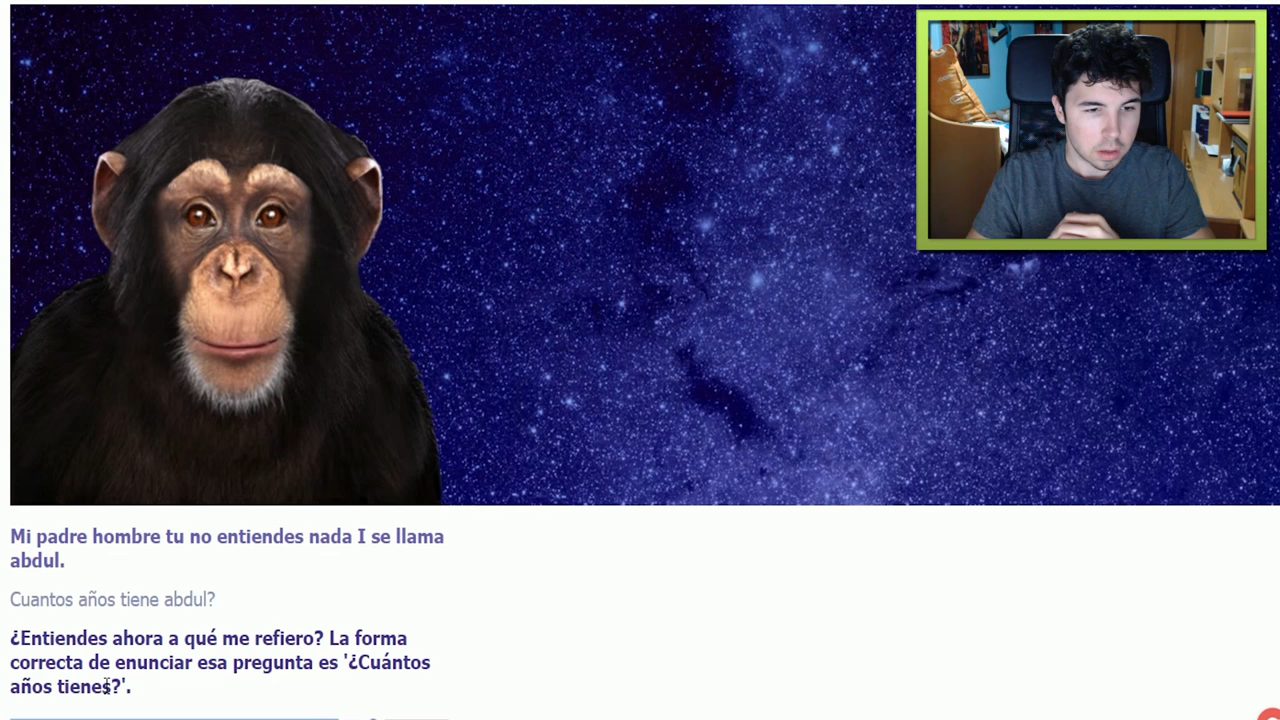 Mi padre hombre tu no entiendes nada I se llama
abdul.
Cuantos años tiene abdul?
¿Entiendes ahora a qué me refiero? La forma
correcta de enunciar esa pregunta es '¿Cuántos
años tienes?'.